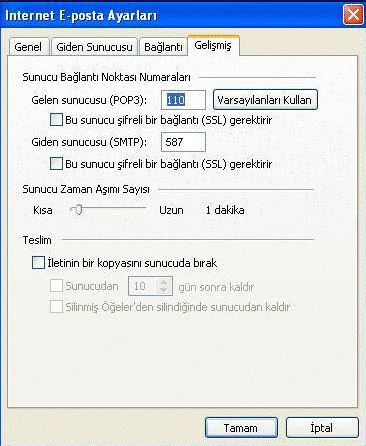 Internet E-posta Ayarları
Genel Giden Sunucusu Bağlantı Gelişmiş
Sunucu Bağlantı Noktası Numaraları
Gelen sunucusu (POP3): 110 Varsayılanları Kullan
Bu sunucu şifreli bir bağlantı (SSL) gerektirir
Giden sunucusu (SMTP): 587
Bu sunucu şifreli bir bağlantı (SSL) gerektirir
Sunucu Zaman Aşımı Sayısı
Kısa Uzun 1 dakika
Teslim
İletinin bir kopyasını sunucuda bırak
Sunucudan 10 gün sonra kaldır
Silinmiş Öğeler'den silindiğinde sunucudan kaldır
Tamam İptal